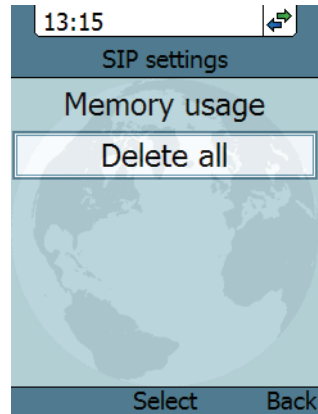 13:15
SIP settings
Memory usage
Delete all
Select Back